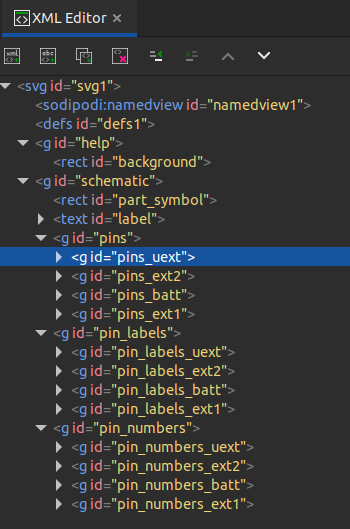 XML Editor ×
xml
abc
<svg id="svg1">
<sodipodi:namedview id="namedview1">
<defs id="defs1">
<g id="help">
<rect id="background">
<g id="schematic">
<rect id="part_symbol">
<text id="label">
<g id="pins">
<g id="pins_uext">
<g id="pins_ext2">
<g id="pins_batt">
<g id="pins_ext1">
<g id="pin_labels">
<g id="pin_labels_uext">
<g id="pin_labels_ext2">
<g id="pin_labels_batt">
<g id="pin_labels_ext1">
<g id="pin_numbers">
<g id="pin_numbers_uext">
<g id="pin_numbers_ext2">
<g id="pin_numbers_batt">
<g id="pin_numbers_ext1">